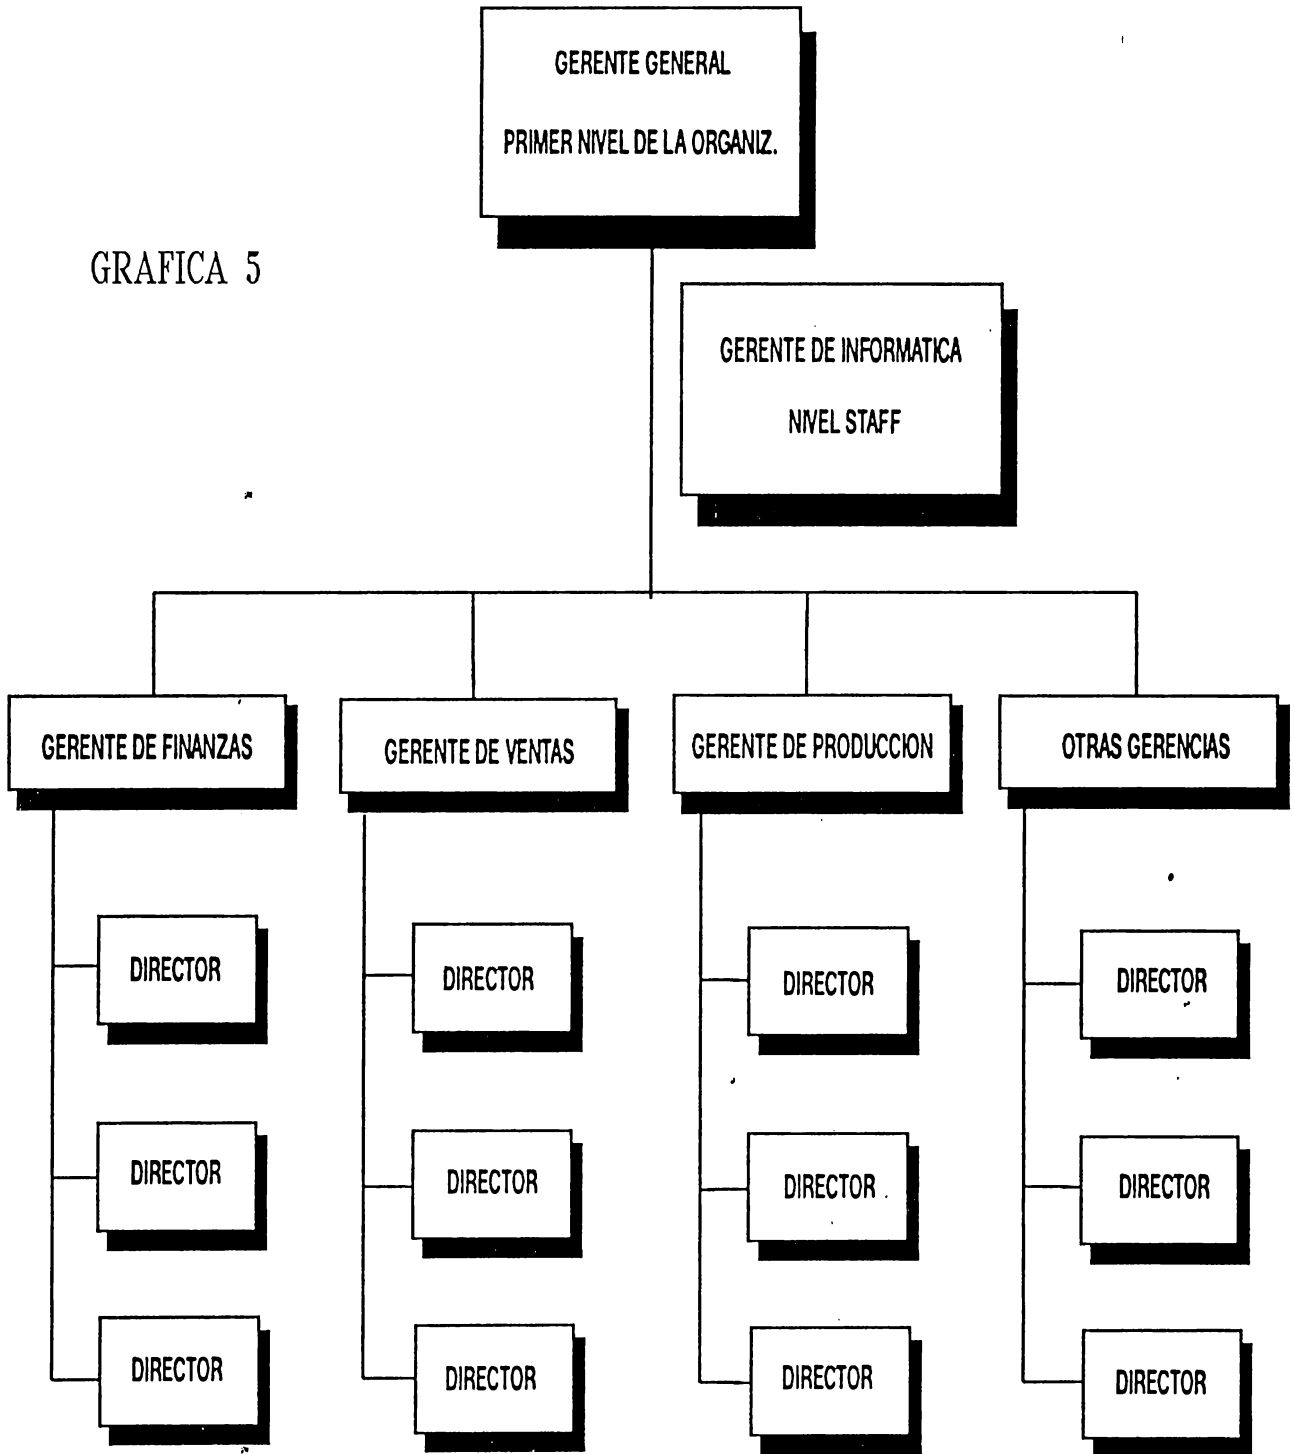 GERENTE GENERAL
PRIMER NIVEL DE LA ORGANIZ.
GRAFICA 5
GERENTE DE INFORMATICA
NIVEL STAFF
GERENTE DE FINANZAS
GERENTE DE VENTAS
GERENTE DE PRODUCCION
OTRAS GERENCIAS
DIRECTOR
DIRECTOR
DIRECTOR
DIRECTOR
DIRECTOR
DIRECTOR
DIRECTOR
DIRECTOR
DIRECTOR
DIRECTOR
DIRECTOR
DIRECTOR